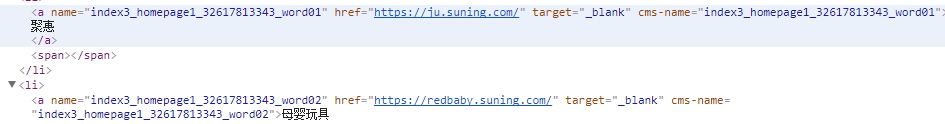 <a name="index3_homepage1_32617813343_word01" href="https://ju.suning.com/" target="_blank" cms-name="index3_homepage1_32617813343_word01">
聚惠
</a>
<span></span>
</li>
▼<li>
<a name="index3_homepage1_32617813343_word02" href="https://redbaby.suning.com/" target="_blank" cms-name=
"index3_homepage1_32617813343_word02">母婴玩具